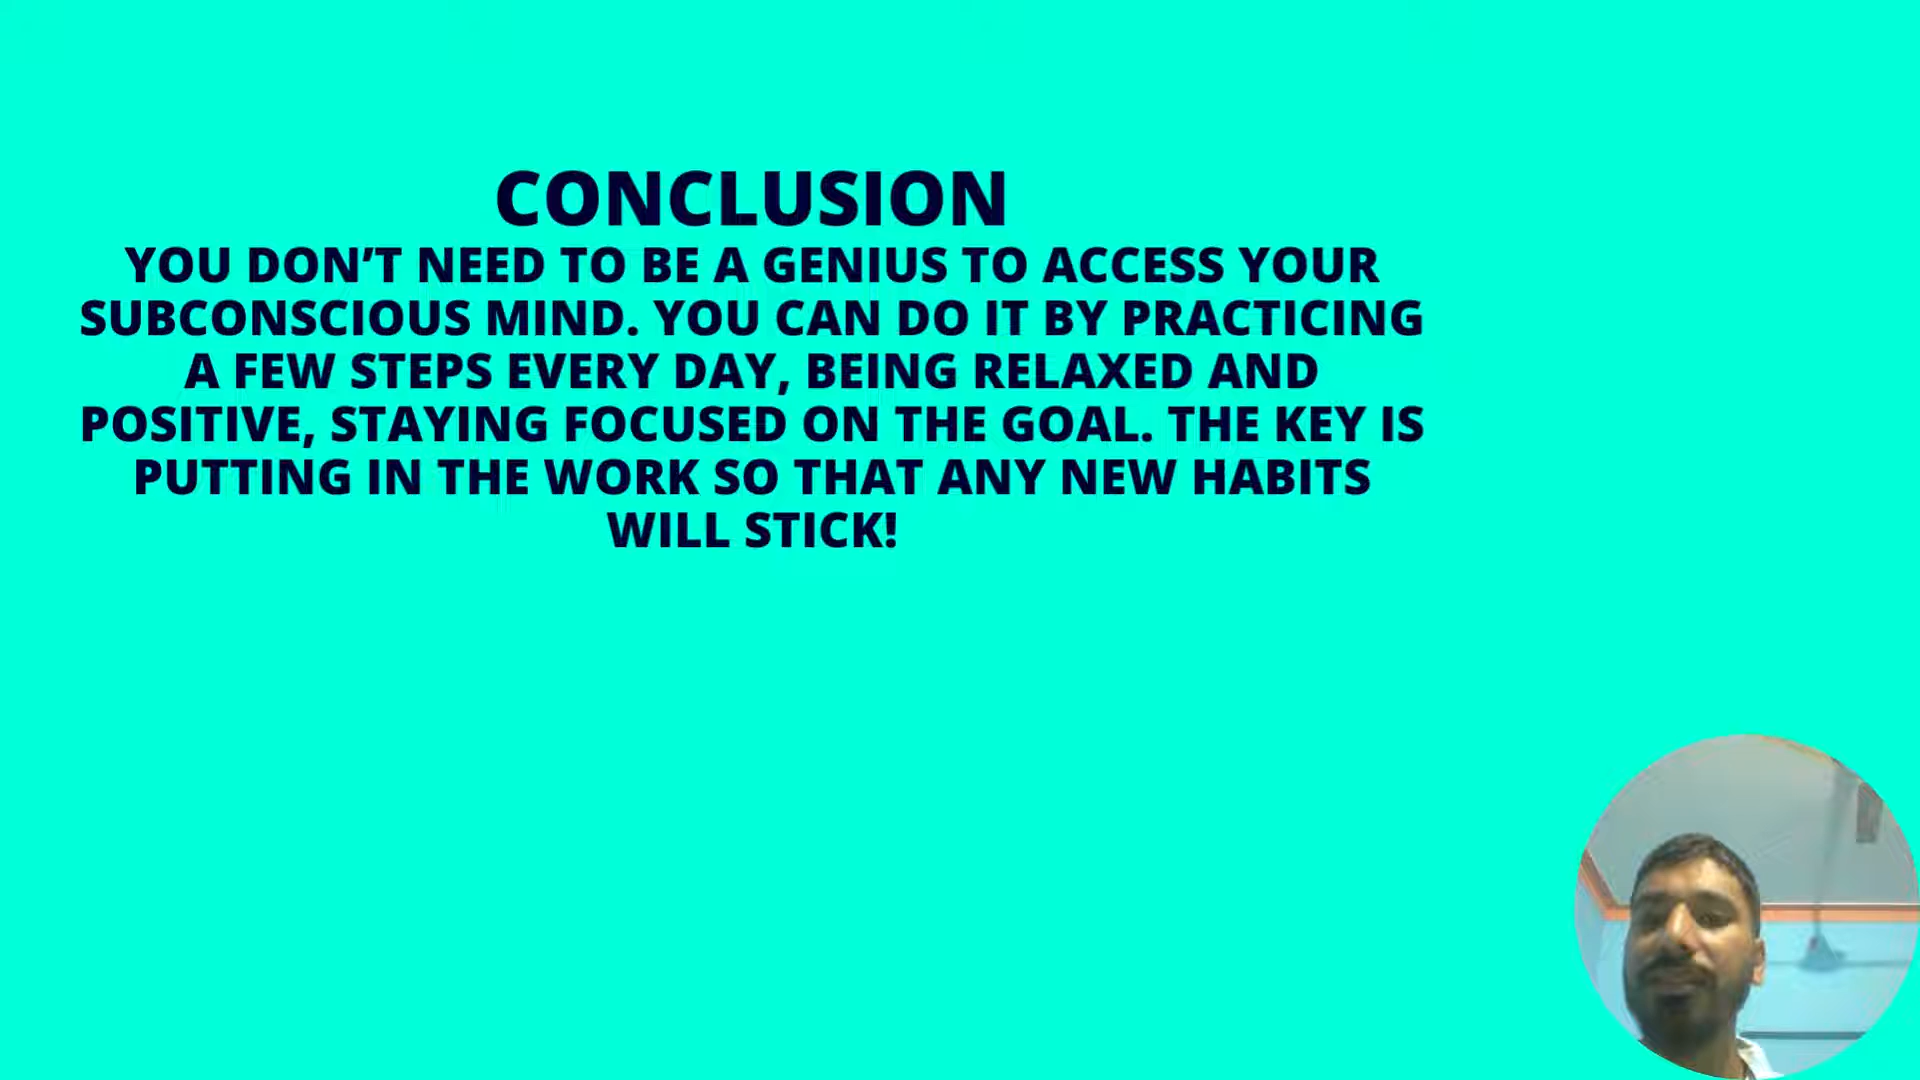 CONCLUSION
YOU DON’T NEED TO BE A GENIUS TO ACCESS YOUR
SUBCONSCIOUS MIND. YOU CAN DO IT BY PRACTICING
A FEW STEPS EVERY DAY, BEING RELAXED AND
POSITIVE, STAYING FOCUSED ON THE GOAL. THE KEY IS
PUTTING IN THE WORK SO THAT ANY NEW HABITS
WILL STICK!